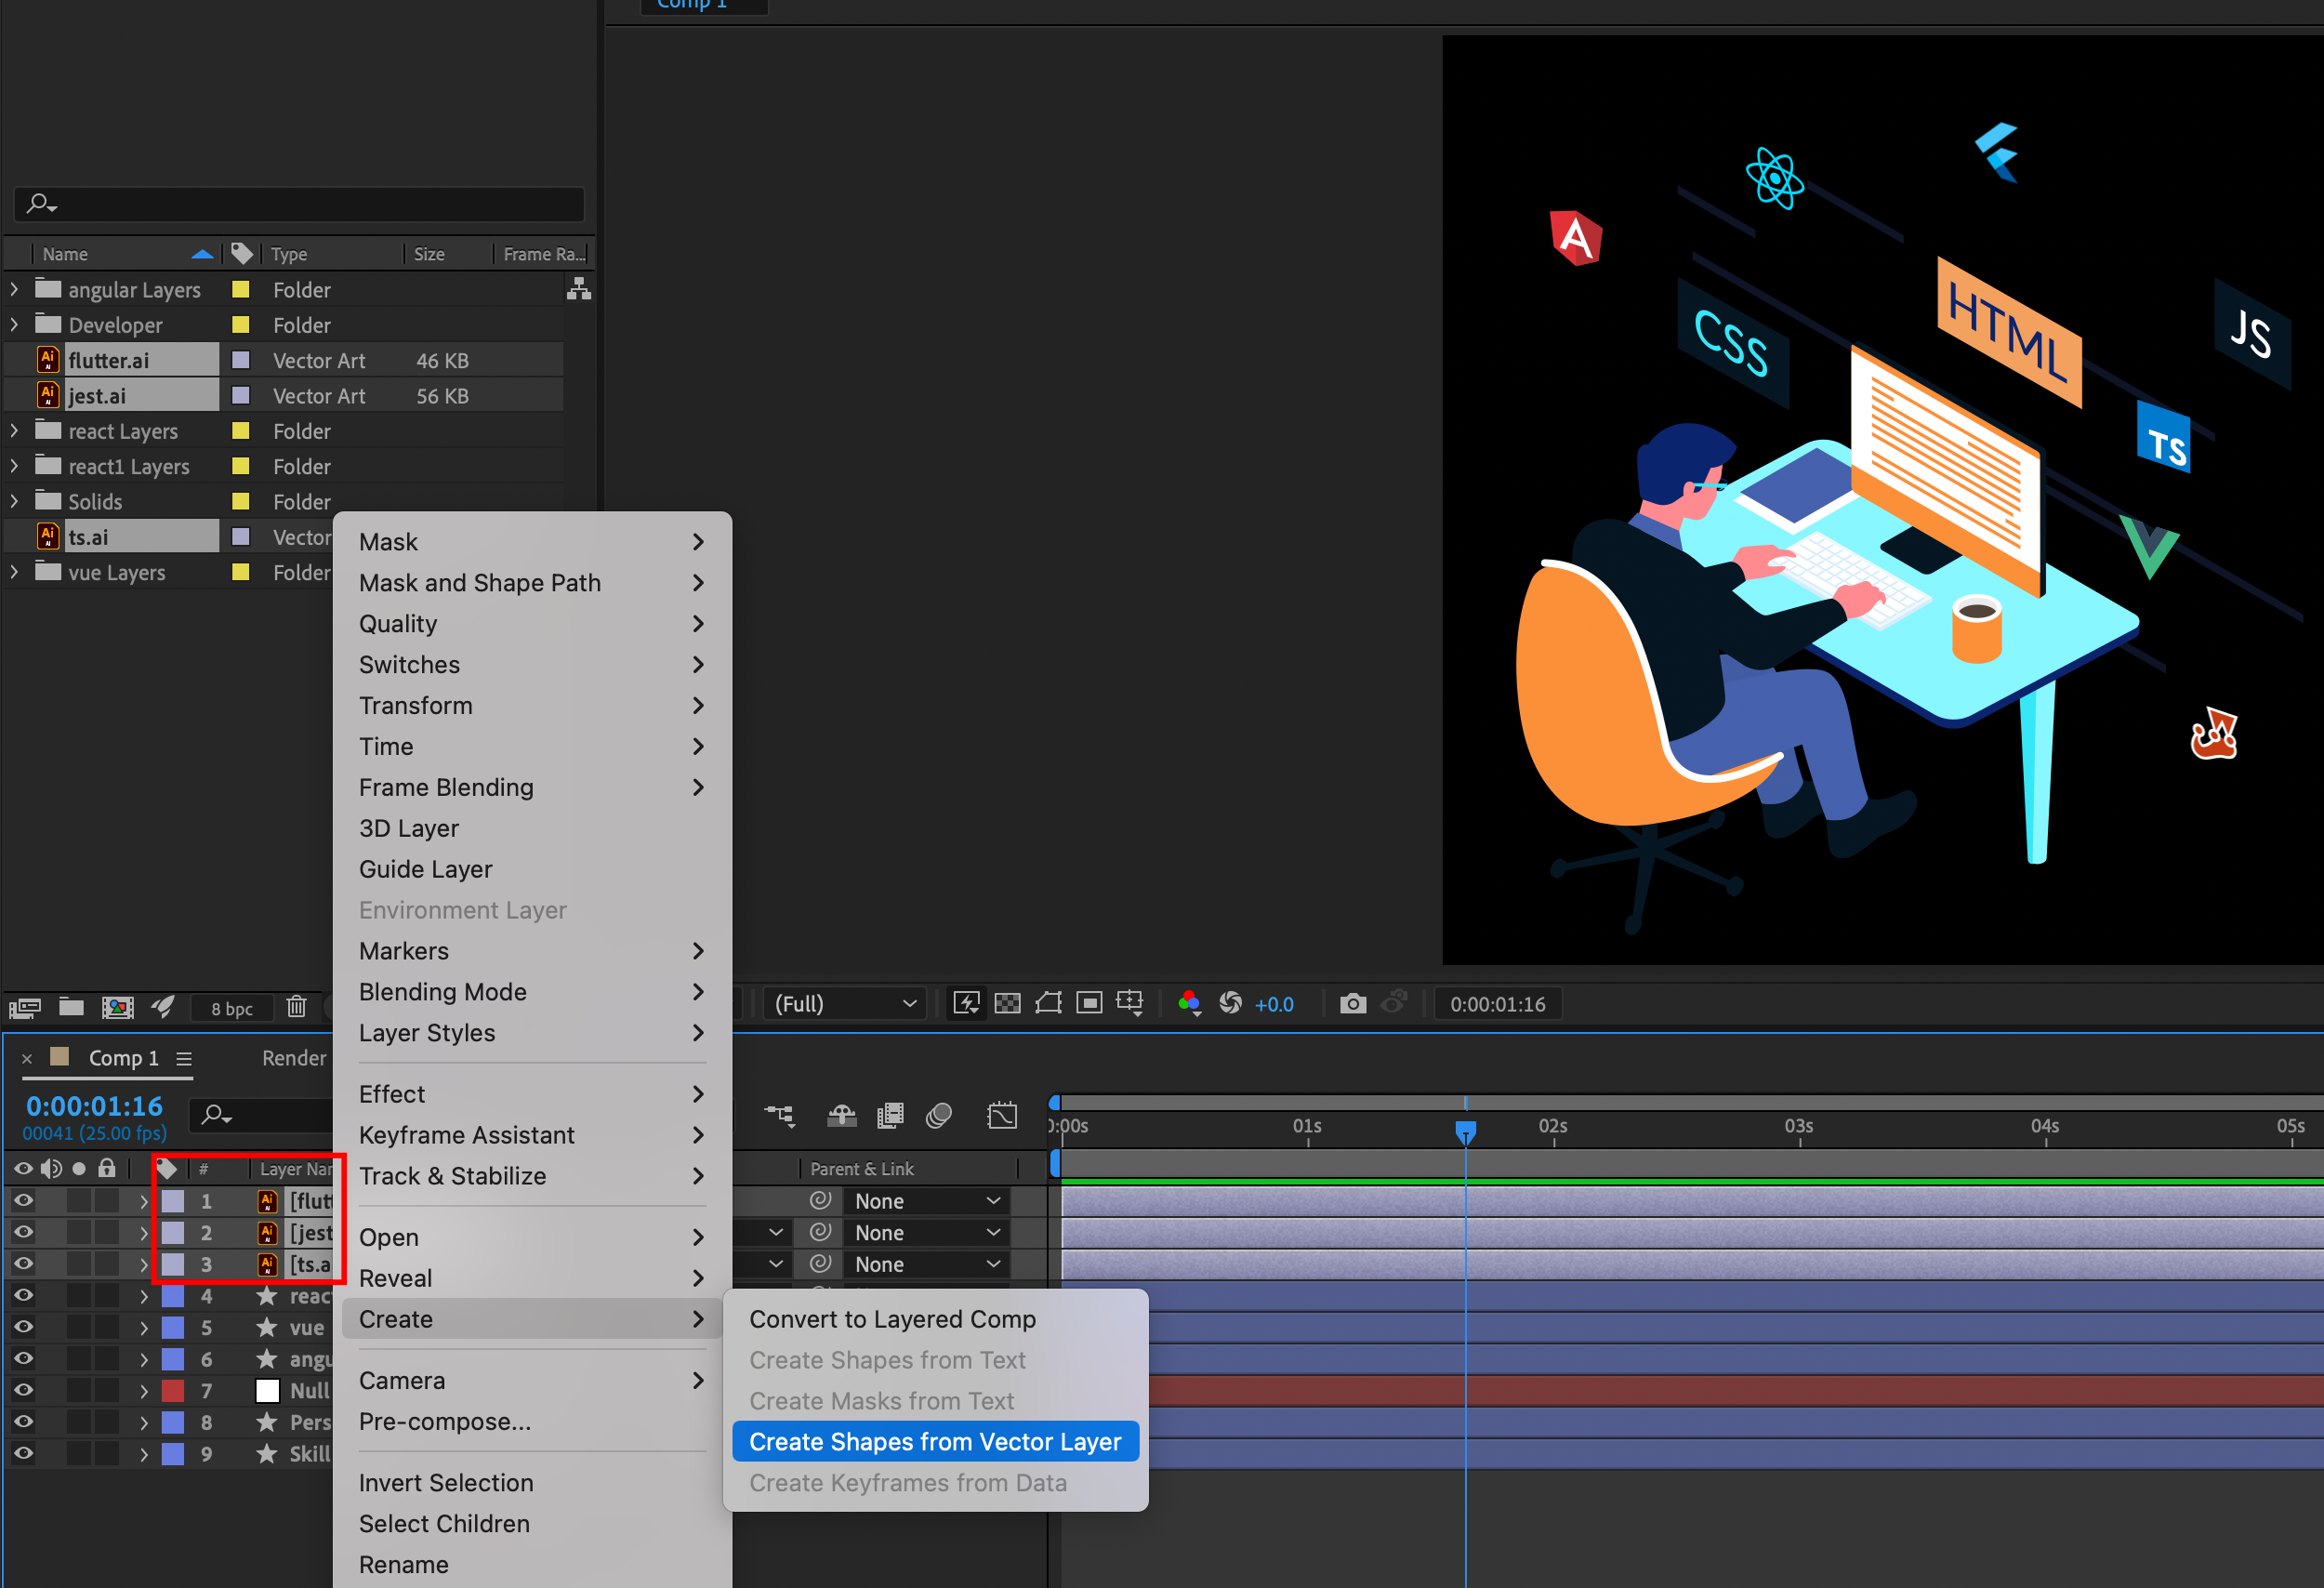 Comp 1
Name Type Size Frame Ra...
angular Layers Folder
Developer Folder
flutter.ai Vector Art 46 KB
jest.ai Vector Art 56 KB
react Layers Folder
react1 Layers Folder
Solids Folder
ts.ai Vector
vue Layers Folder
Mask
Mask and Shape Path
Quality
Switches
Transform
Time
Frame Blending
3D Layer
Guide Layer
Environment Layer
Markers
Blending Mode
Layer Styles
Effect
Keyframe Assistant
Track & Stabilize
Open
Reveal
Create
Camera
Pre-compose...
Invert Selection
Select Children
Rename
Convert to Layered Comp
Create Shapes from Text
Create Masks from Text
Create Shapes from Vector Layer
Create Keyframes from Data
A
CSS
HTML
JS
TS
8 bpc
(Full)
+0.0
0:00:01:16
Comp 1
Render
0:00:01:16
00041 (25.00 fps)
0:00s 01s 02s 03s 04s 05s
# Layer Nar
Parent & Link
1 Ai [flut None
2 Ai [jest None
3 Ai [ts.a None
4 reac
5 vue
6 angu
7 Null
8 Pers
9 Skill